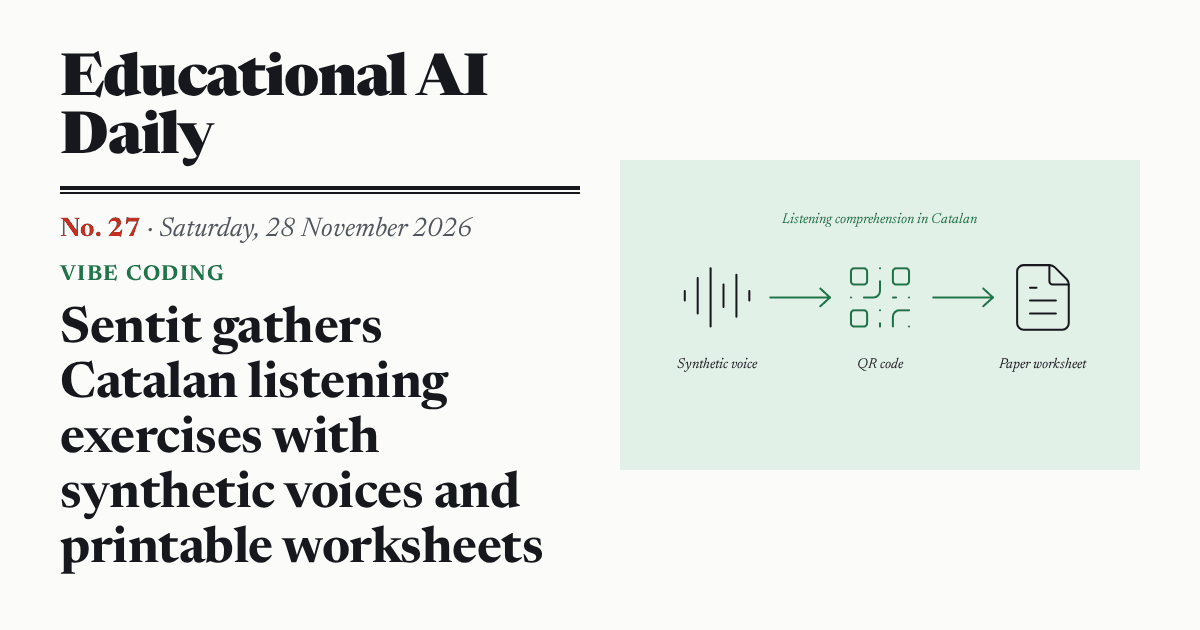 Educational AI
Daily
No. 27 · Saturday, 28 November 2026
VIBE CODING
Sentit gathers
Catalan listening
exercises with
synthetic voices and
printable worksheets
Listening comprehension in Catalan
Synthetic voice
QR code
Paper worksheet